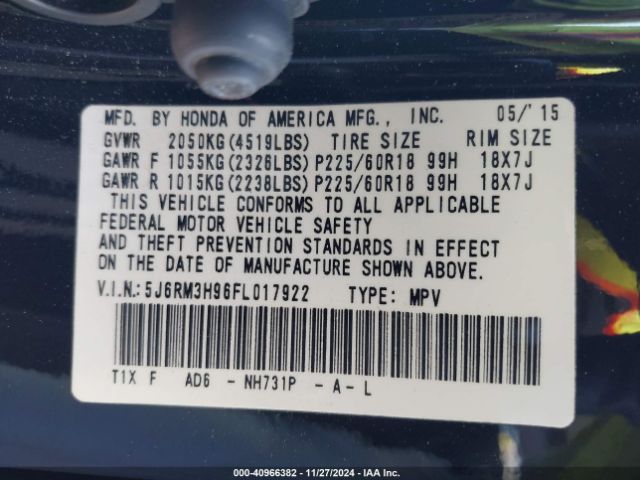 MFD. BY HONDA OF AMERICA MFG., INC. 05/'15
GVWR 2050KG(4519LBS) TIRE SIZE RIM SIZE
GAWR F 1055KG(2326LBS) P225/60R18 99H 18X7J
GAWR R 1015KG(2238LBS) P225/60R18 99H 18X7J
THIS VEHICLE CONFORMS TO ALL APPLICABLE
FEDERAL MOTOR VEHICLE SAFETY
AND THEFT PREVENTION STANDARDS IN EFFECT
ON THE DATE OF MANUFACTURE SHOWN ABOVE.
V.I.N.: 5J6RM3H96FL017922 TYPE: MPV
T1X F AD6 - NH731P - A - L
000-40966382 - 11/27/2024 - IAA Inc.